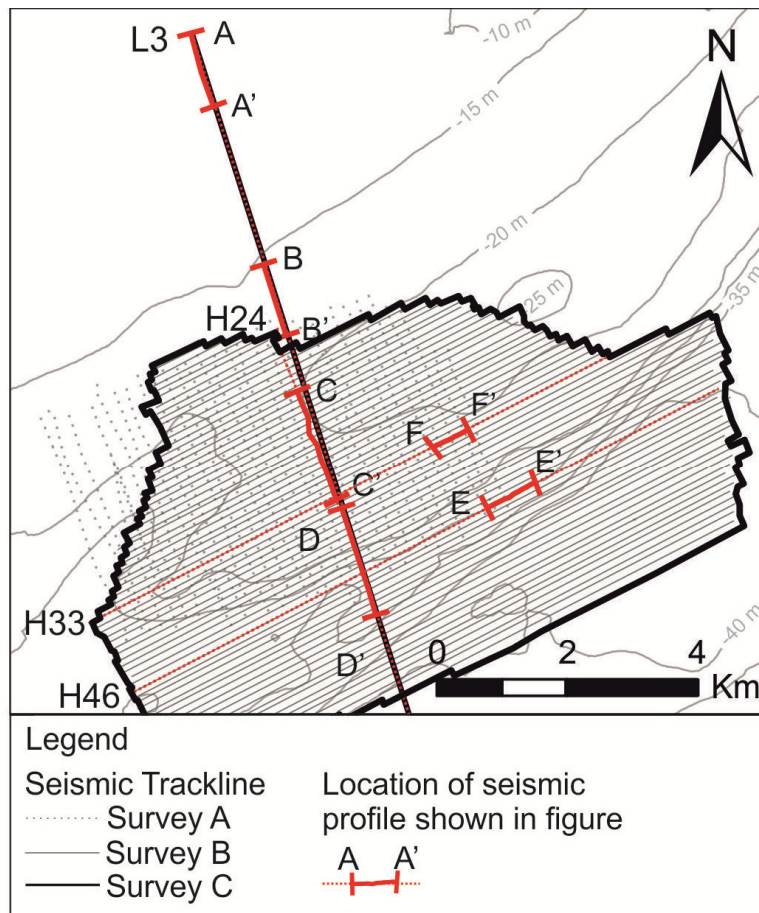 -10 m
L3
A
N
A'
-15 m
B
-20 m
-25 m
-35 m
H24
B'
C
F'
F
E'
C'
E
D
H33
-40 m
D'
0
2
4
Km
H46
Legend
Seismic Trackline
Survey A
Survey B
Survey C
Location of seismic
profile shown in figure
A
A'